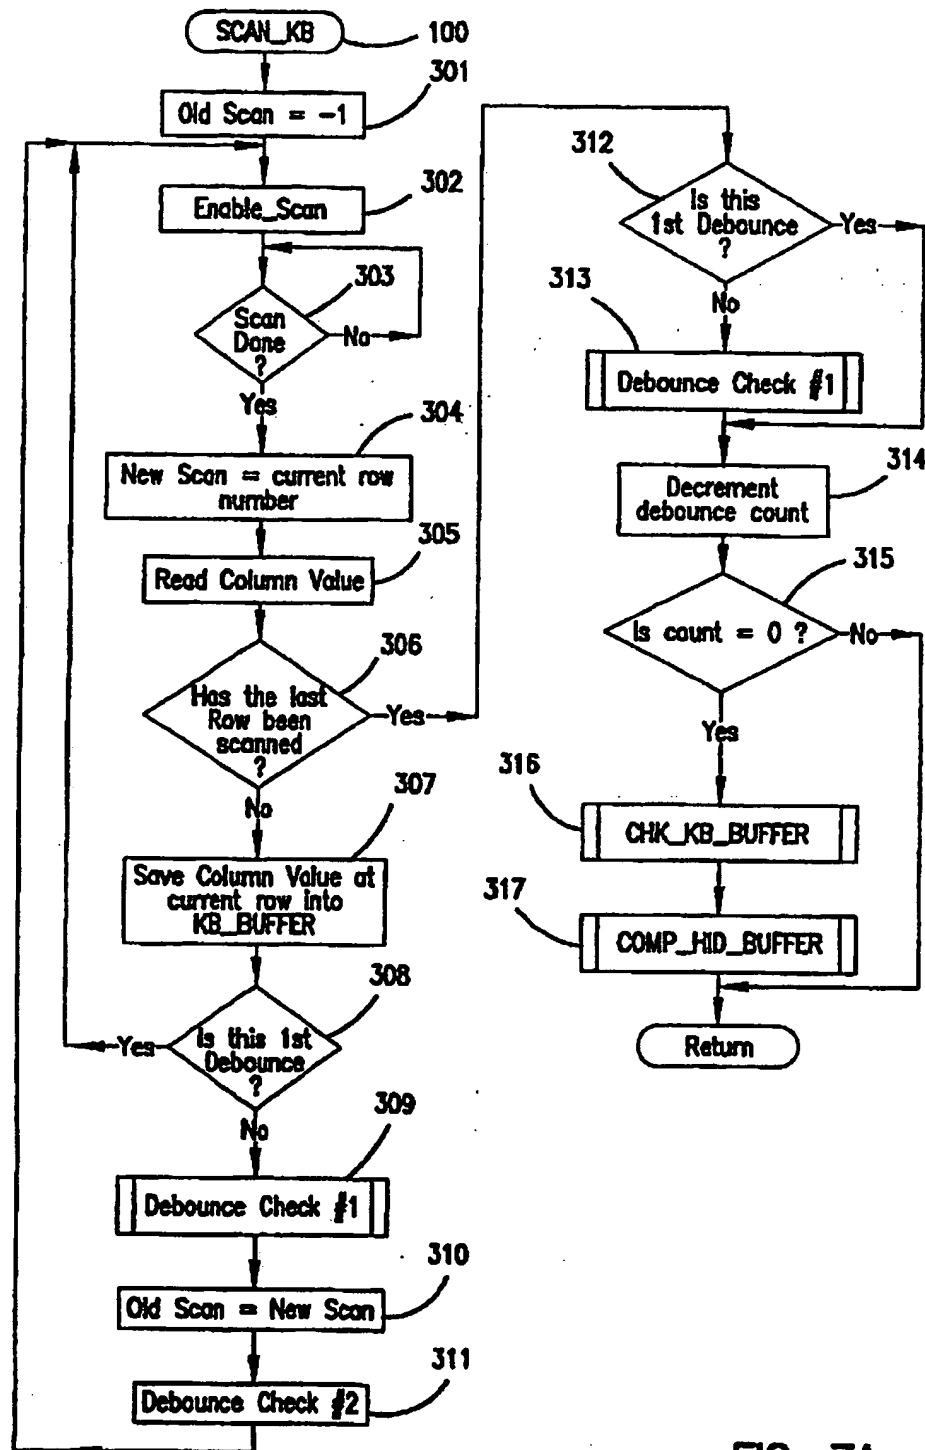 SCAN_KB
100
301
Old Scan = -1
302
Enable_Scan
303
Scan
Done
?
No
Yes
304
New Scan = current row
number
305
Read Column Value
306
Has the last
Row been
scanned
?
Yes
No
307
Save Column Value at
current row into
KB_BUFFER
308
Is this 1st
Debounce
?
Yes
No
309
Debounce Check #1
310
Old Scan = New Scan
311
Debounce Check #2
312
Is this
1st Debounce
?
Yes
No
313
Debounce Check #1
314
Decrement
debounce count
315
Is count = 0 ?
No
Yes
316
CHK_KB_BUFFER
317
COMP_HID_BUFFER
Return